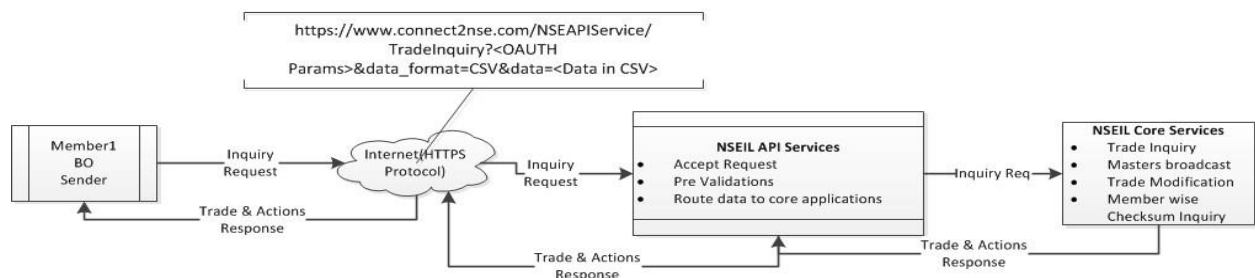 https://www.connect2nse.com/NSEAPIService/
TradeInquiry?<OAUTH
Params>&data_format=CSV&data=<Data in CSV>
Member1
BO
Sender
Inquiry
Request
Internet(HTTPS
Protocol)
Inquiry
Request
NSEIL API Services
• Accept Request
• Pre Validations
• Route data to core applications
Inquiry Req
NSEIL Core Services
• Trade Inquiry
• Masters broadcast
• Trade Modification
• Member wise
Checksum Inquiry
Trade & Actions
Response
Trade & Actions
Response
Trade & Actions
Response